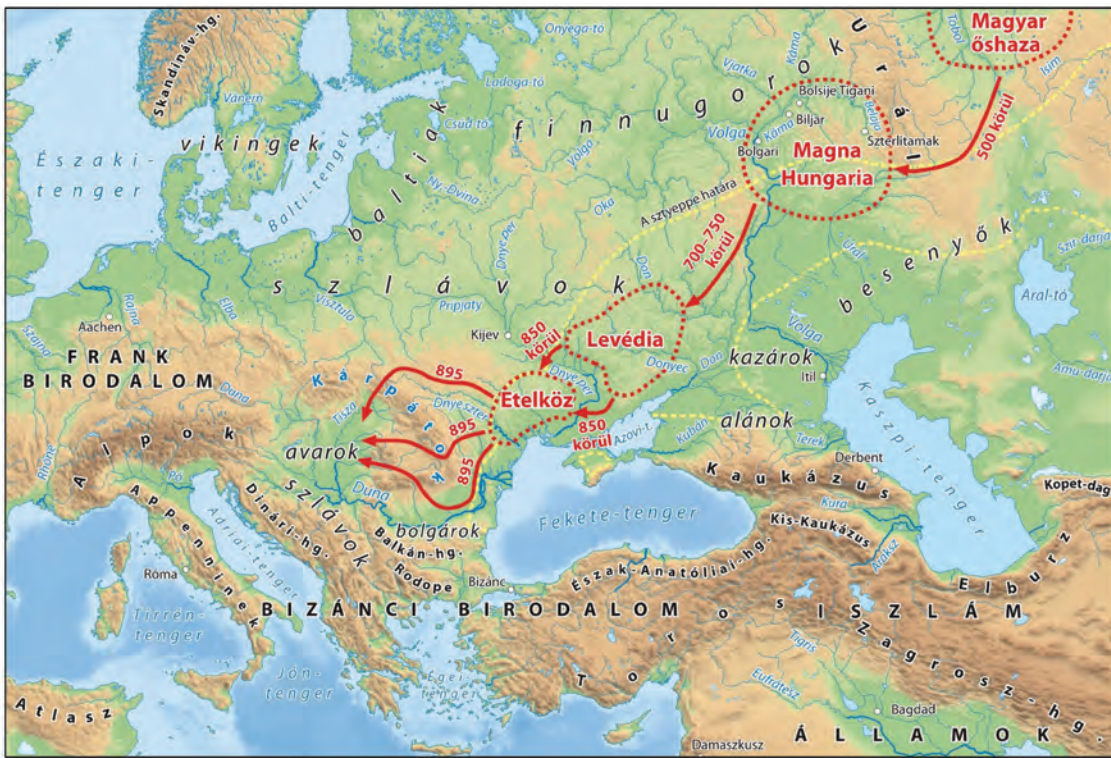 Magyar
őshaza
Tobol
Isim
500 körül
Skandináv-hg.
Onyega-tó
Ladoga-tó
Vänern
Csud-tó
vikingek
Északi-
tenger
Balti-tenger
baltiak
finnugorok
Urál
Vjatka
Káma
Bolsije Tigani
Biljar
Belaja
Szterlitamak
Volga
Káma
Bolgari
Magna
Hungaria
Volga
Ny.-Dvina
Oka
Dnyeper
A sztyeppe határa
700–750
körül
Don
szlávok
besenyők
Urál
Szir-darja
Aral-tó
Amu-darja
Rajna
Elba
Visztula
Pripjaty
Szajna
Aachen
Kijev
850
körül
Levédia
Donyec
Don
Volga
kazárok
Itil
FRANK
BIRODALOM
Duna
Kárpátok
895
Dnyeper
Etelköz
Dnyeszter
Tisza
895
895
850
körül
Azovi-t.
Kubán
alánok
Terek
Derbent
Kaszpi-tenger
Kopet-dag
Alpok
Rhône
Pó
avarok
szlávok
Duna
bolgárok
Fekete-tenger
Kaukázus
Kura
Kis-Kaukázus
Araksz
Elburz
Appenninek
Adriai-tenger
Dinári-hg.
Balkán-hg.
Rodope
Bizánc
Észak-Anatóliai-hg.
Róma
Tirrén-
tenger
BIZÁNCI BIRODALOM
ISZLÁM
Toros
Zagrosz-hg.
Jón-
tenger
Égei-
tenger
Tigris
Eufrátesz
Bagdad
Atlasz
Damaszkusz
ÁLLAMOK